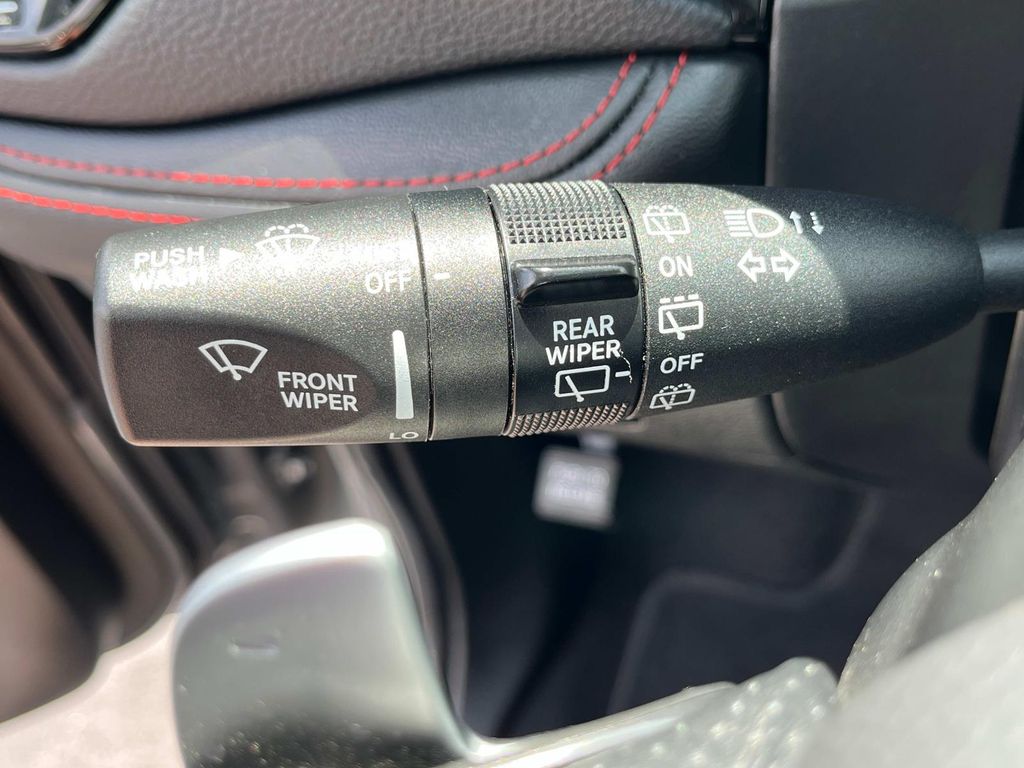 PUSH
WASH
OFF
FRONT
WIPER
LO
REAR
WIPER
ON
OFF